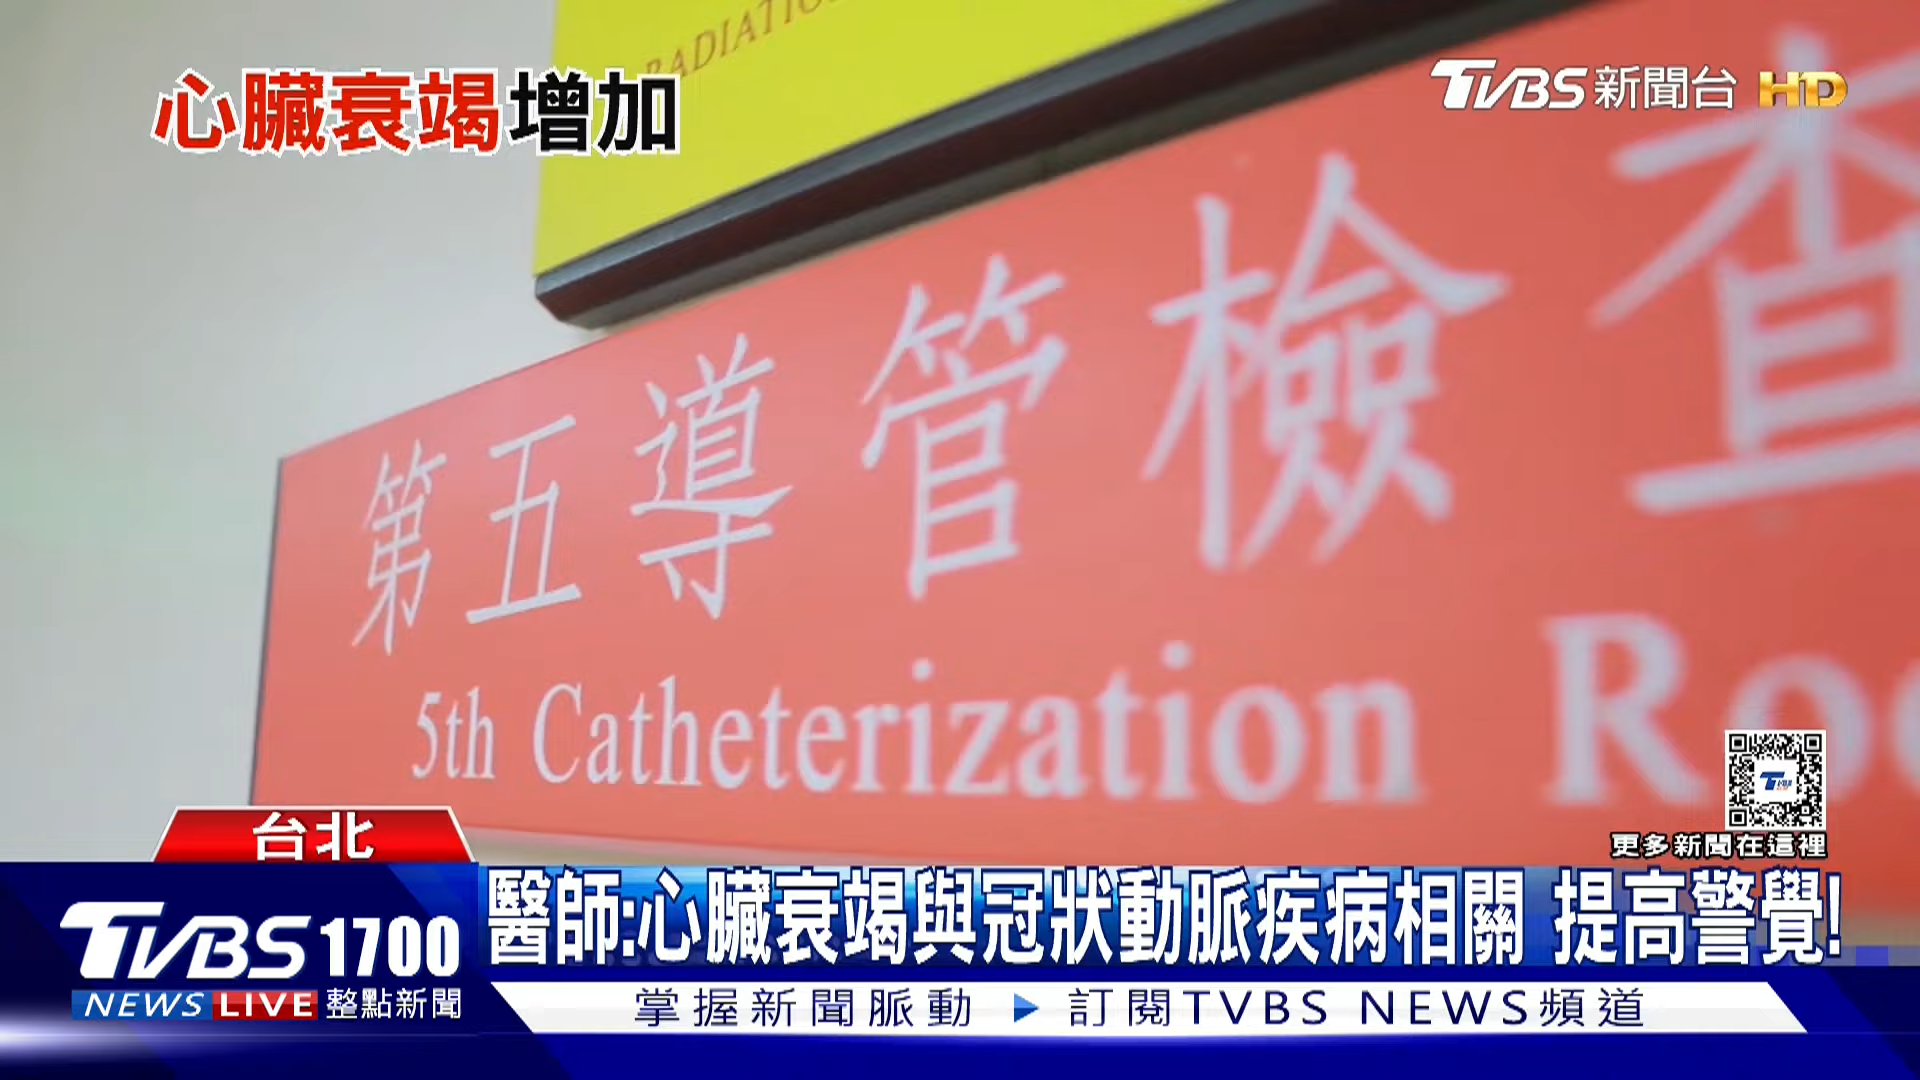 RADIATIO
心臟衰竭增加
TVBS新聞台 HD
第五導管檢查
5th Catheterization Roo
更多新聞在這裡
台北
醫師:心臟衰竭與冠狀動脈疾病相關 提高警覺!
TVBS 1700
NEWS LIVE 整點新聞
掌握新聞脈動 ▶ 訂閱TVBS NEWS頻道